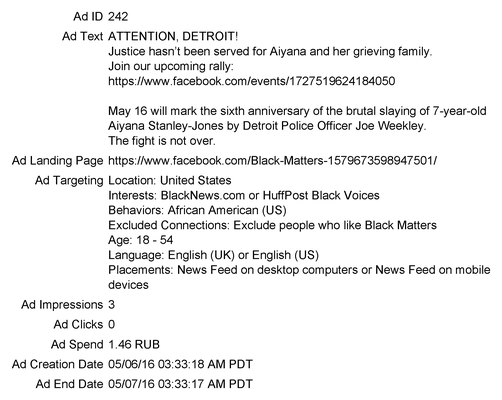 Ad ID 242
Ad Text ATTENTION, DETROIT!
Justice hasn't been served for Aiyana and her grieving family.
Join our upcoming rally:
https://www.facebook.com/events/1727519624184050
May 16 will mark the sixth anniversary of the brutal slaying of 7-year-old
Aiyana Stanley-Jones by Detroit Police Officer Joe Weekley.
The fight is not over.
Ad Landing Page https://www.facebook.com/Black-Matters-1579673598947501/
Ad Targeting Location: United States
Interests: BlackNews.com or HuffPost Black Voices
Behaviors: African American (US)
Excluded Connections: Exclude people who like Black Matters
Age: 18 - 54
Language: English (UK) or English (US)
Placements: News Feed on desktop computers or News Feed on mobile
devices
Ad Impressions 3
Ad Clicks 0
Ad Spend 1.46 RUB
Ad Creation Date 05/06/16 03:33:18 AM PDT
Ad End Date 05/07/16 03:33:17 AM PDT